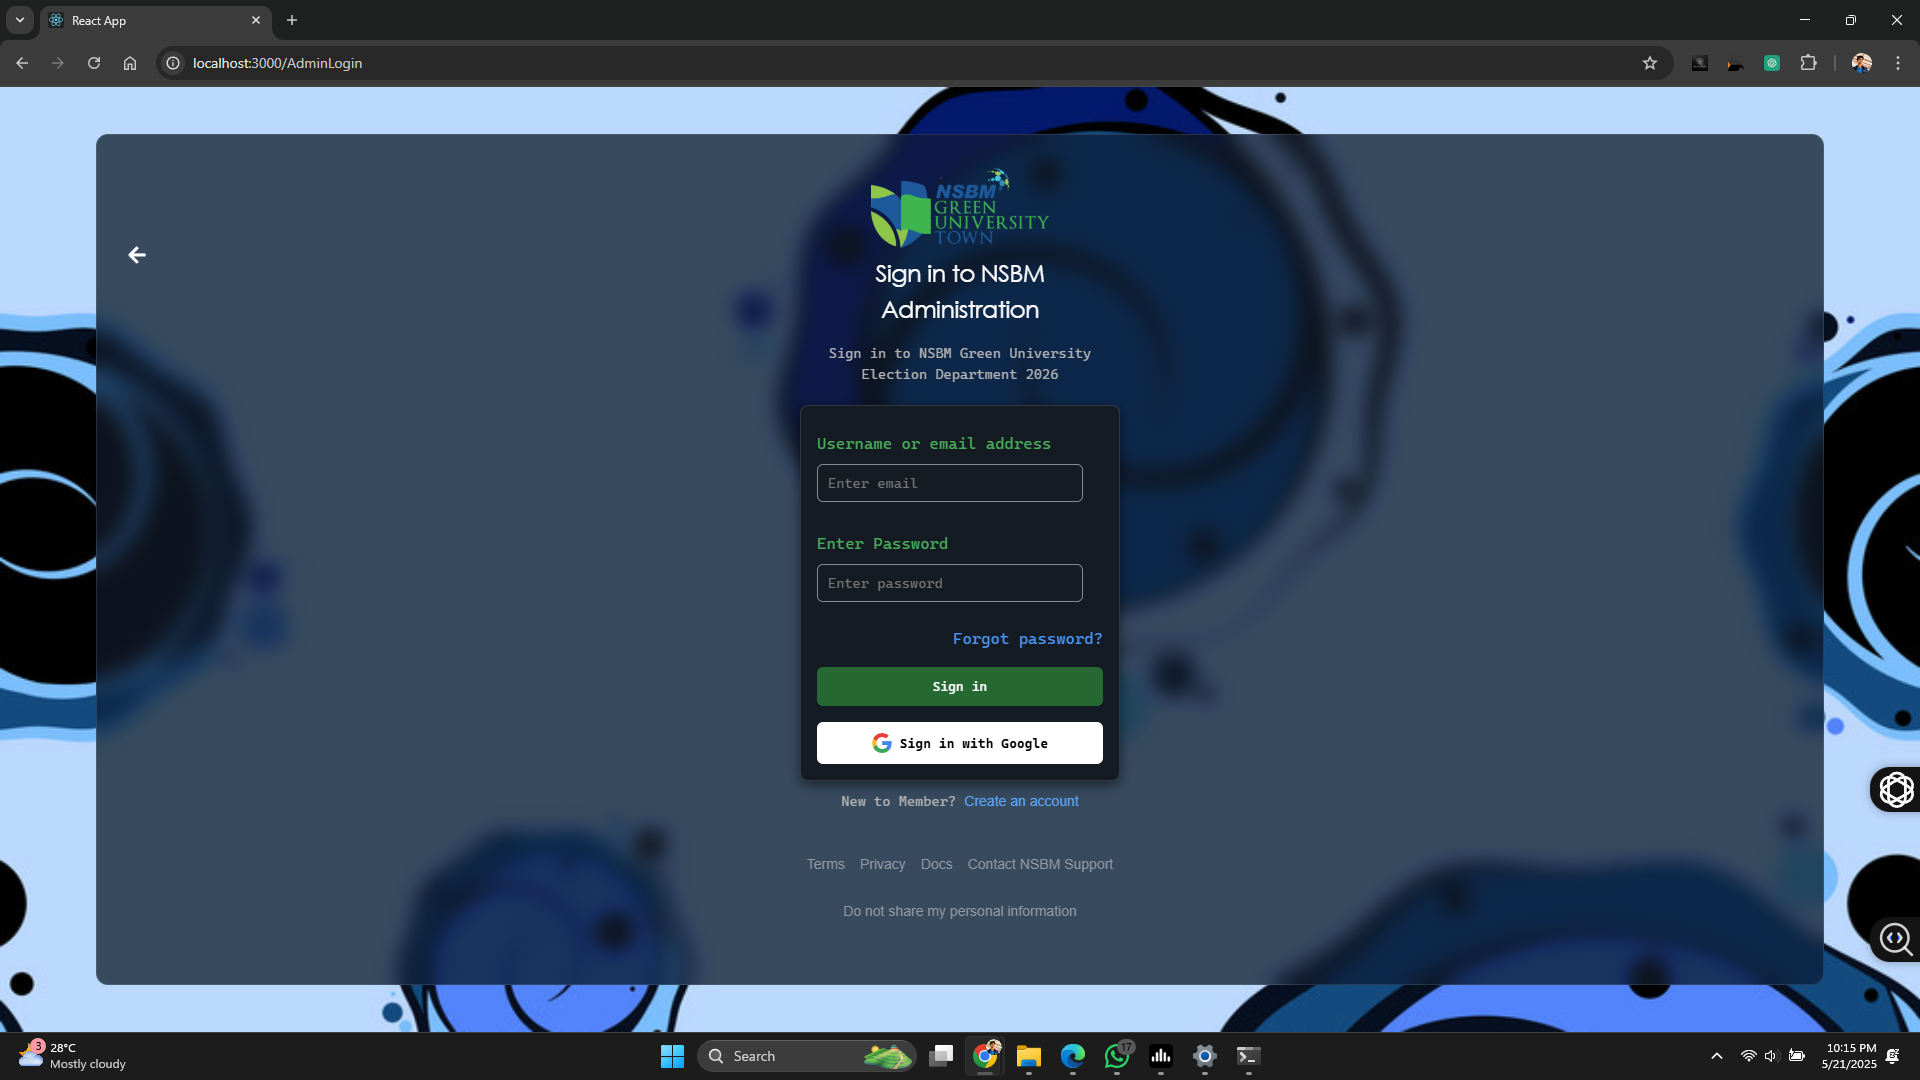 React App
localhost:3000/AdminLogin
NSBM
GREEN
UNIVERSITY
TOWN
Sign in to NSBM
Administration
Sign in to NSBM Green University
Election Department 2026
Username or email address
Enter email
Enter Password
Enter password
Forgot password?
Sign in
Sign in with Google
New to Member? Create an account
Terms Privacy Docs Contact NSBM Support
Do not share my personal information
3
28°C
Mostly cloudy
Search
17
10:15 PM
5/21/2025